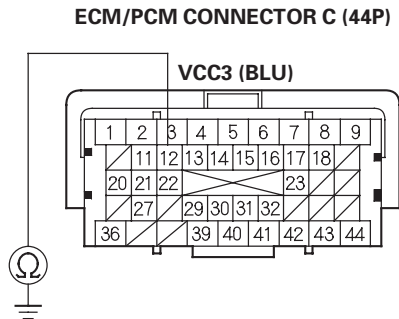 ECM/PCM CONNECTOR C (44P)
VCC3 (BLU)
1 2 3 4 5 6 7 8 9
11 12 13 14 15 16 17 18
20 21 22 23
27 29 30 31 32
36 39 40 41 42 43 44
Ω